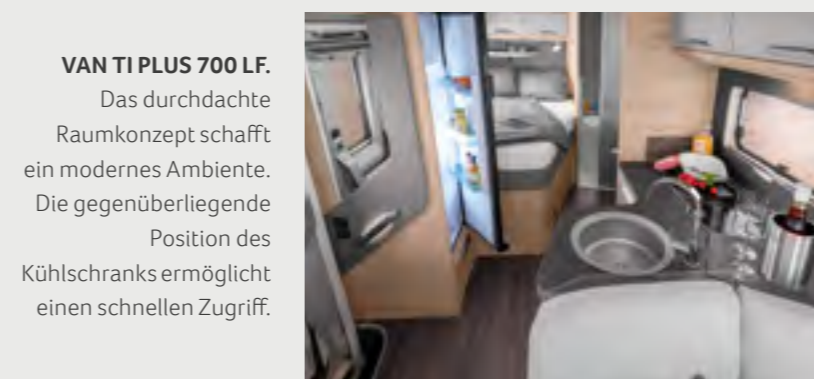 VAN TI PLUS 700 LF.
Das durchdachte
Raumkonzept schafft
ein modernes Ambiente.
Die gegenüberliegende
Position des
Kühlschranks ermöglicht
einen schnellen Zugriff.